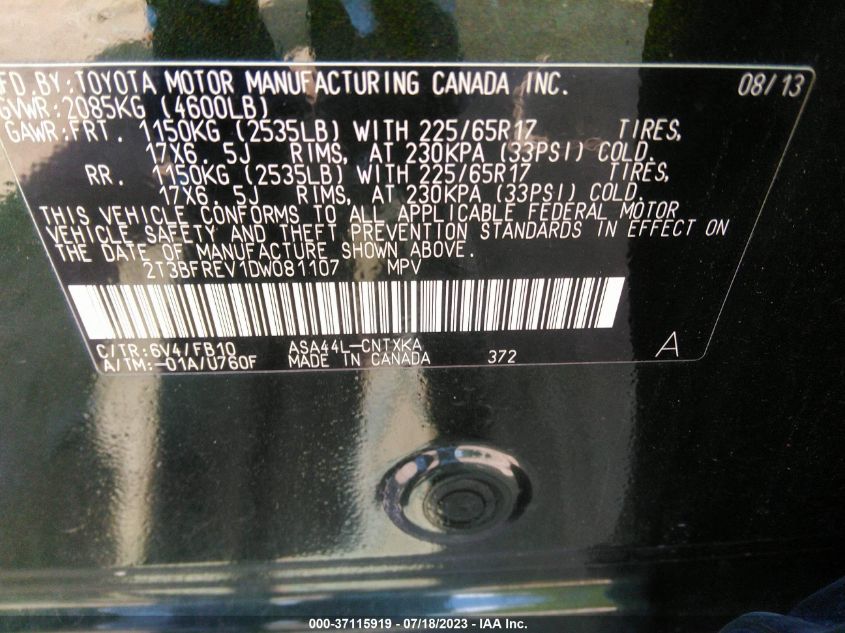 FD.BY:TOYOTA MOTOR MANUFACTURING CANADA INC. 08/13
GVWR:2085KG (4600LB)
GAWR:FRT. 1150KG (2535LB) WITH 225/65R17 TIRES,
17X6.5J RIMS, AT 230KPA (33PSI) COLD.
RR. 1150KG (2535LB) WITH 225/65R17 TIRES,
17X6.5J RIMS, AT 230KPA (33PSI) COLD.
THIS VEHICLE CONFORMS TO ALL APPLICABLE FEDERAL MOTOR
VEHICLE SAFETY AND THEFT PREVENTION STANDARDS IN EFFECT ON
THE DATE OF MANUFACTURE SHOWN ABOVE.
2T3BFREV1DW081107 MPV
C/TR:6V4/FB10 ASA44L-CNTXKA A
A/TM:-01A/U760F MADE IN CANADA 372
000-37115919 - 07/18/2023 - IAA Inc.